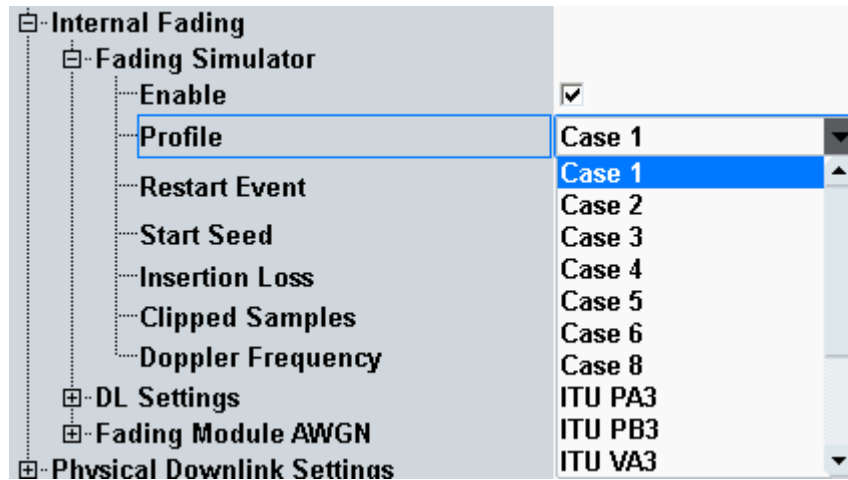 Internal Fading
Fading Simulator
Enable
Profile Case 1
Case 1
Restart Event
Case 2
Start Seed Case 3
Case 4
Insertion Loss
Case 5
Clipped Samples
Case 6
Doppler Frequency Case 8
DL Settings ITU PA3
Fading Module AWGN ITU PB3
Physical Downlink Settings ITU VA3